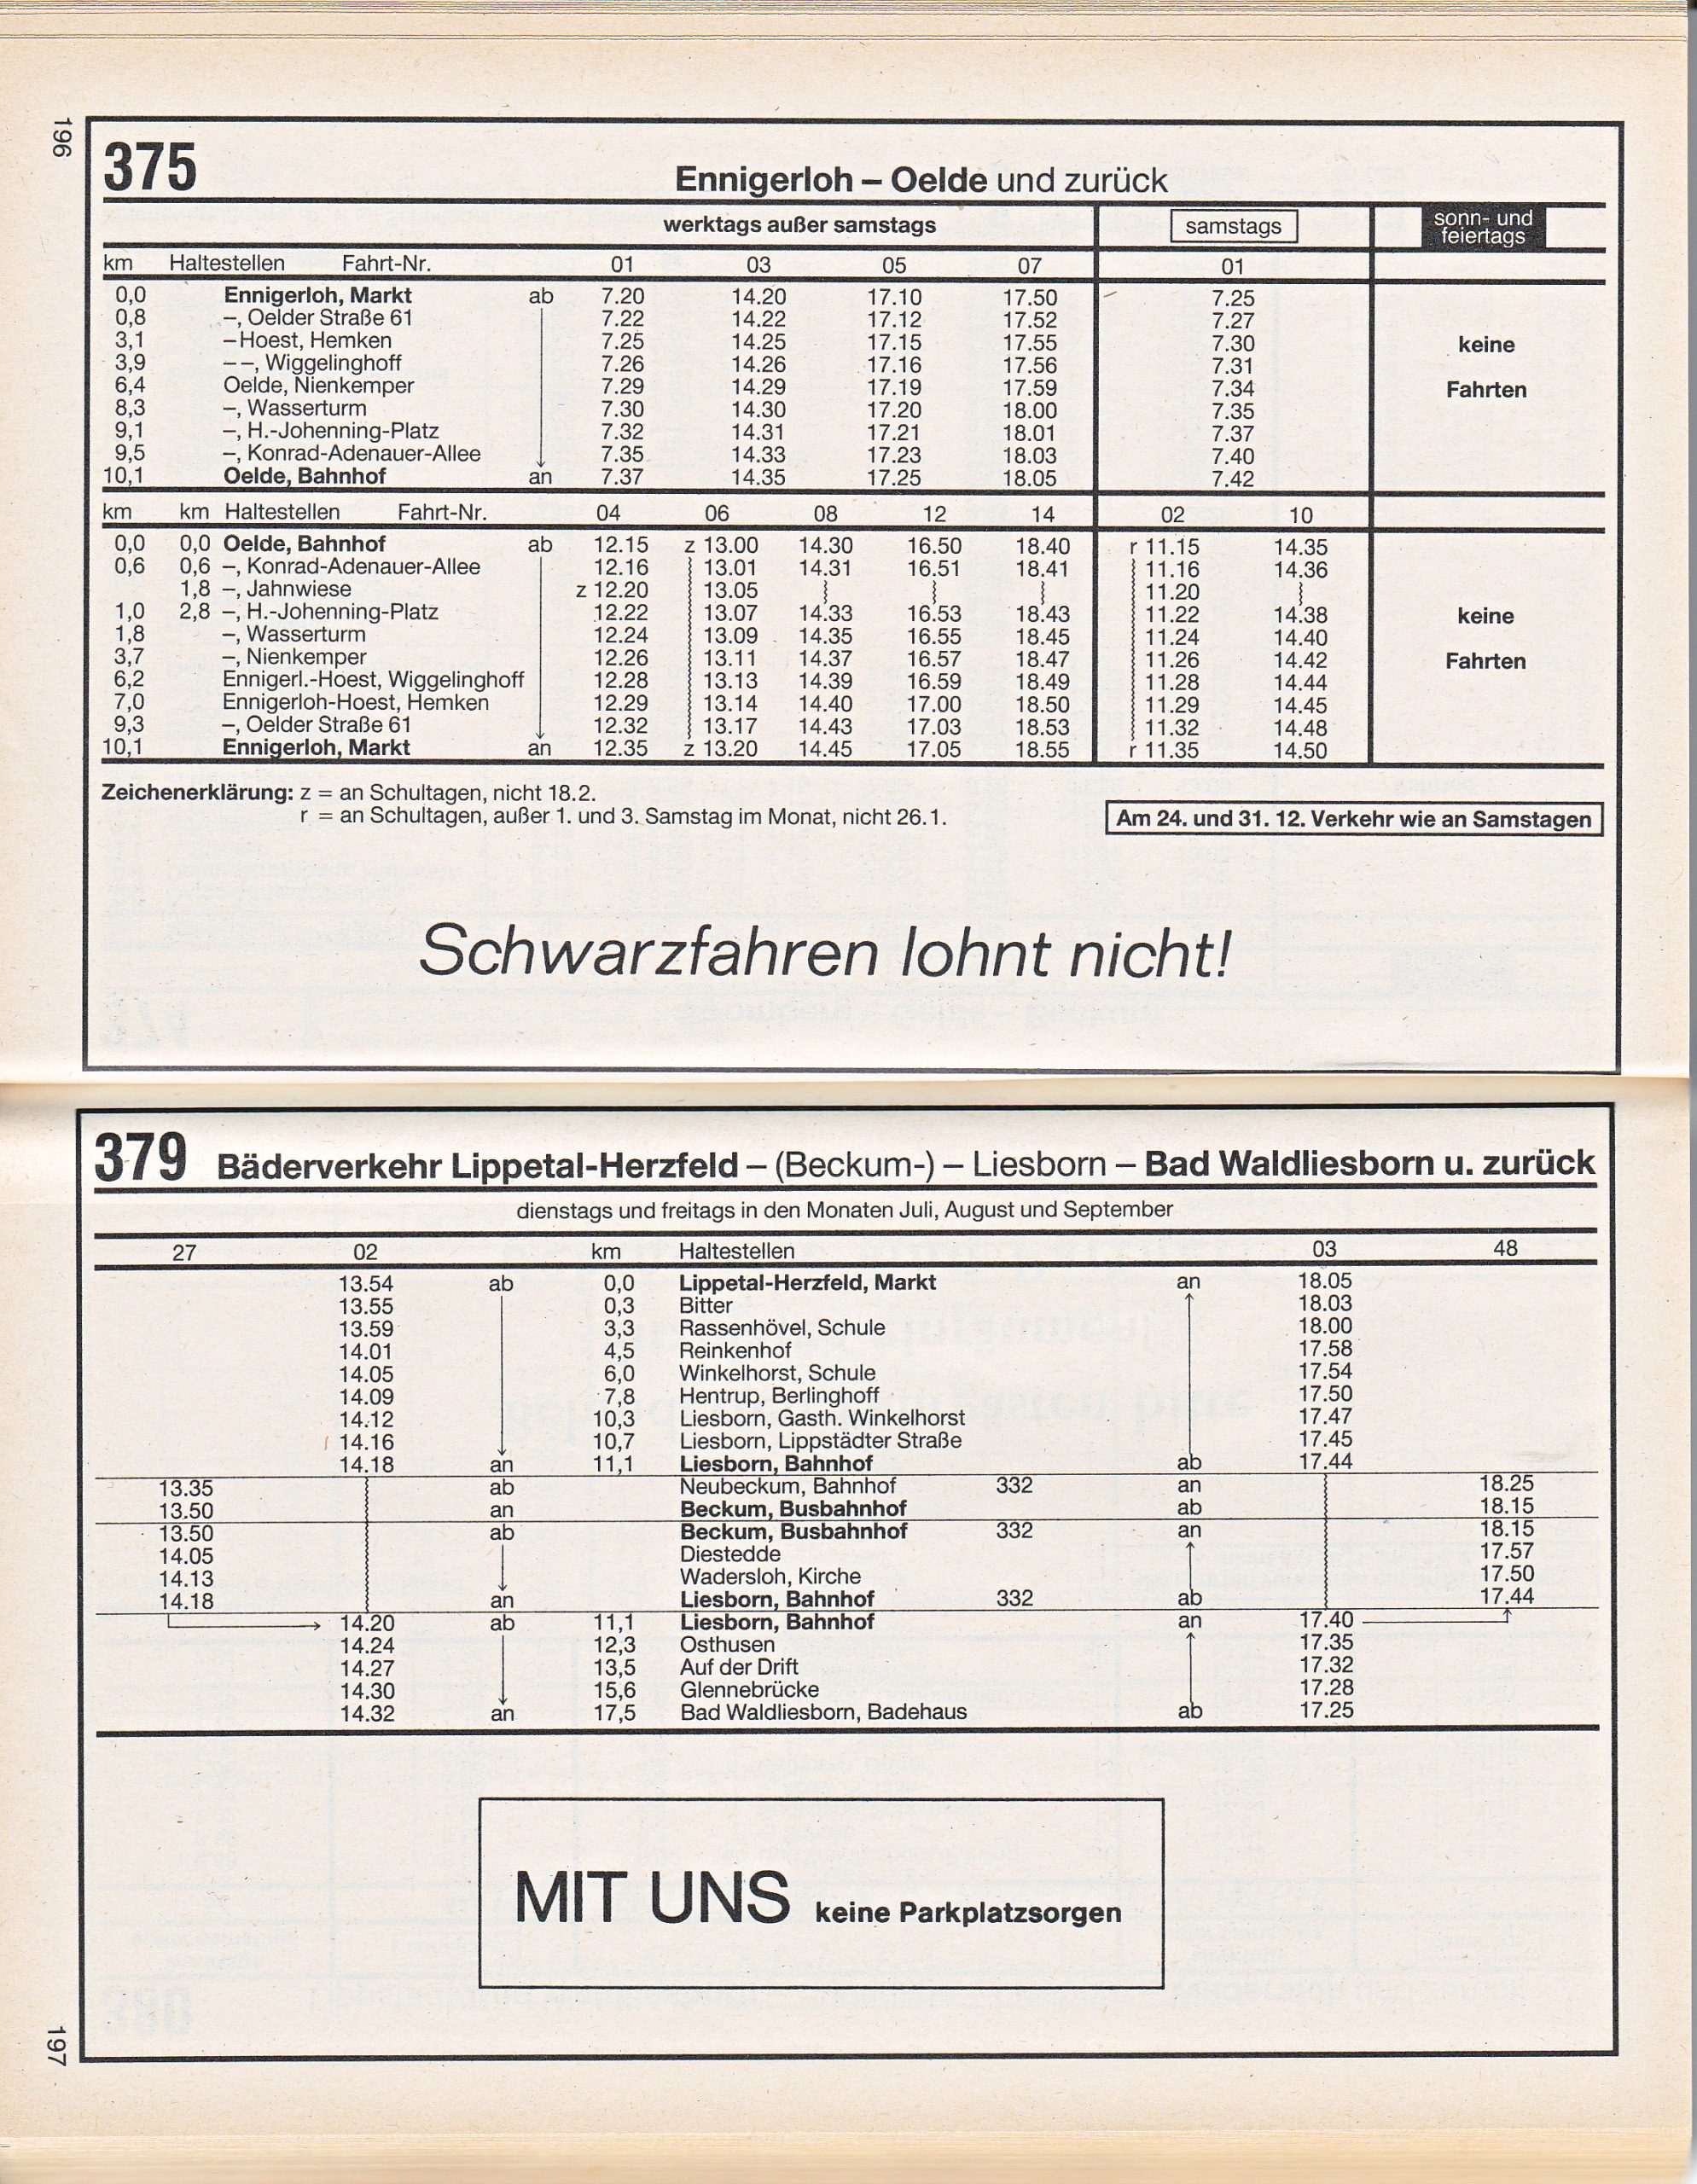 196
375 Ennigerloh – Oelde und zurück
werktags außer samstags samstags sonn- und feiertags
km Haltestellen Fahrt-Nr. 01 03 05 07 01
0,0 Ennigerloh, Markt ab 7.20 14.20 17.10 17.50 7.25
0,8 –, Oelder Straße 61 7.22 14.22 17.12 17.52 7.27
3,1 –Hoest, Hemken 7.25 14.25 17.15 17.55 7.30 keine
3,9 – –, Wiggelinghoff 7.26 14.26 17.16 17.56 7.31
6,4 Oelde, Nienkemper 7.29 14.29 17.19 17.59 7.34 Fahrten
8,3 –, Wasserturm 7.30 14.30 17.20 18.00 7.35
9,1 –, H.-Johenning-Platz 7.32 14.31 17.21 18.01 7.37
9,5 –, Konrad-Adenauer-Allee 7.35 14.33 17.23 18.03 7.40
10,1 Oelde, Bahnhof an 7.37 14.35 17.25 18.05 7.42
km km Haltestellen Fahrt-Nr. 04 06 08 12 14 02 10
0,0 0,0 Oelde, Bahnhof ab 12.15 z 13.00 14.30 16.50 18.40 r 11.15 14.35
0,6 0,6 –, Konrad-Adenauer-Allee 12.16 13.01 14.31 16.51 18.41 11.16 14.36
1,8 –, Jahnwiese z 12.20 13.05 11.20
1,0 2,8 –, H.-Johenning-Platz 12.22 13.07 14.33 16.53 18.43 11.22 14.38 keine
1,8 –, Wasserturm 12.24 13.09 14.35 16.55 18.45 11.24 14.40
3,7 –, Nienkemper 12.26 13.11 14.37 16.57 18.47 11.26 14.42 Fahrten
6,2 Ennigerl.-Hoest, Wiggelinghoff 12.28 13.13 14.39 16.59 18.49 11.28 14.44
7,0 Ennigerloh-Hoest, Hemken 12.29 13.14 14.40 17.00 18.50 11.29 14.45
9,3 –, Oelder Straße 61 12.32 13.17 14.43 17.03 18.53 11.32 14.48
10,1 Ennigerloh, Markt an 12.35 z 13.20 14.45 17.05 18.55 r 11.35 14.50
Zeichenerklärung: z = an Schultagen, nicht 18.2.
r = an Schultagen, außer 1. und 3. Samstag im Monat, nicht 26.1. Am 24. und 31. 12. Verkehr wie an Samstagen
Schwarzfahren lohnt nicht!
379 Bäderverkehr Lippetal-Herzfeld – (Beckum-) – Liesborn – Bad Waldliesborn u. zurück
dienstags und freitags in den Monaten Juli, August und September
27 02 km Haltestellen 03 48
13.54 ab 0,0 Lippetal-Herzfeld, Markt an 18.05
13.55 0,3 Bitter 18.03
13.59 3,3 Rassenhövel, Schule 18.00
14.01 4,5 Reinkenhof 17.58
14.05 6,0 Winkelhorst, Schule 17.54
14.09 7,8 Hentrup, Berlinghoff 17.50
14.12 10,3 Liesborn, Gasth. Winkelhorst 17.47
14.16 10,7 Liesborn, Lippstädter Straße 17.45
14.18 an 11,1 Liesborn, Bahnhof ab 17.44
13.35 ab Neubeckum, Bahnhof 332 an 18.25
13.50 an Beckum, Busbahnhof ab 18.15
13.50 ab Beckum, Busbahnhof 332 an 18.15
14.05 Diestedde 17.57
14.13 Wadersloh, Kirche 17.50
14.18 an Liesborn, Bahnhof 332 ab 17.44
14.20 ab 11,1 Liesborn, Bahnhof an 17.40
14.24 12,3 Osthusen 17.35
14.27 13,5 Auf der Drift 17.32
14.30 15,6 Glennebrücke 17.28
14.32 an 17,5 Bad Waldliesborn, Badehaus ab 17.25
MIT UNS keine Parkplatzsorgen
197